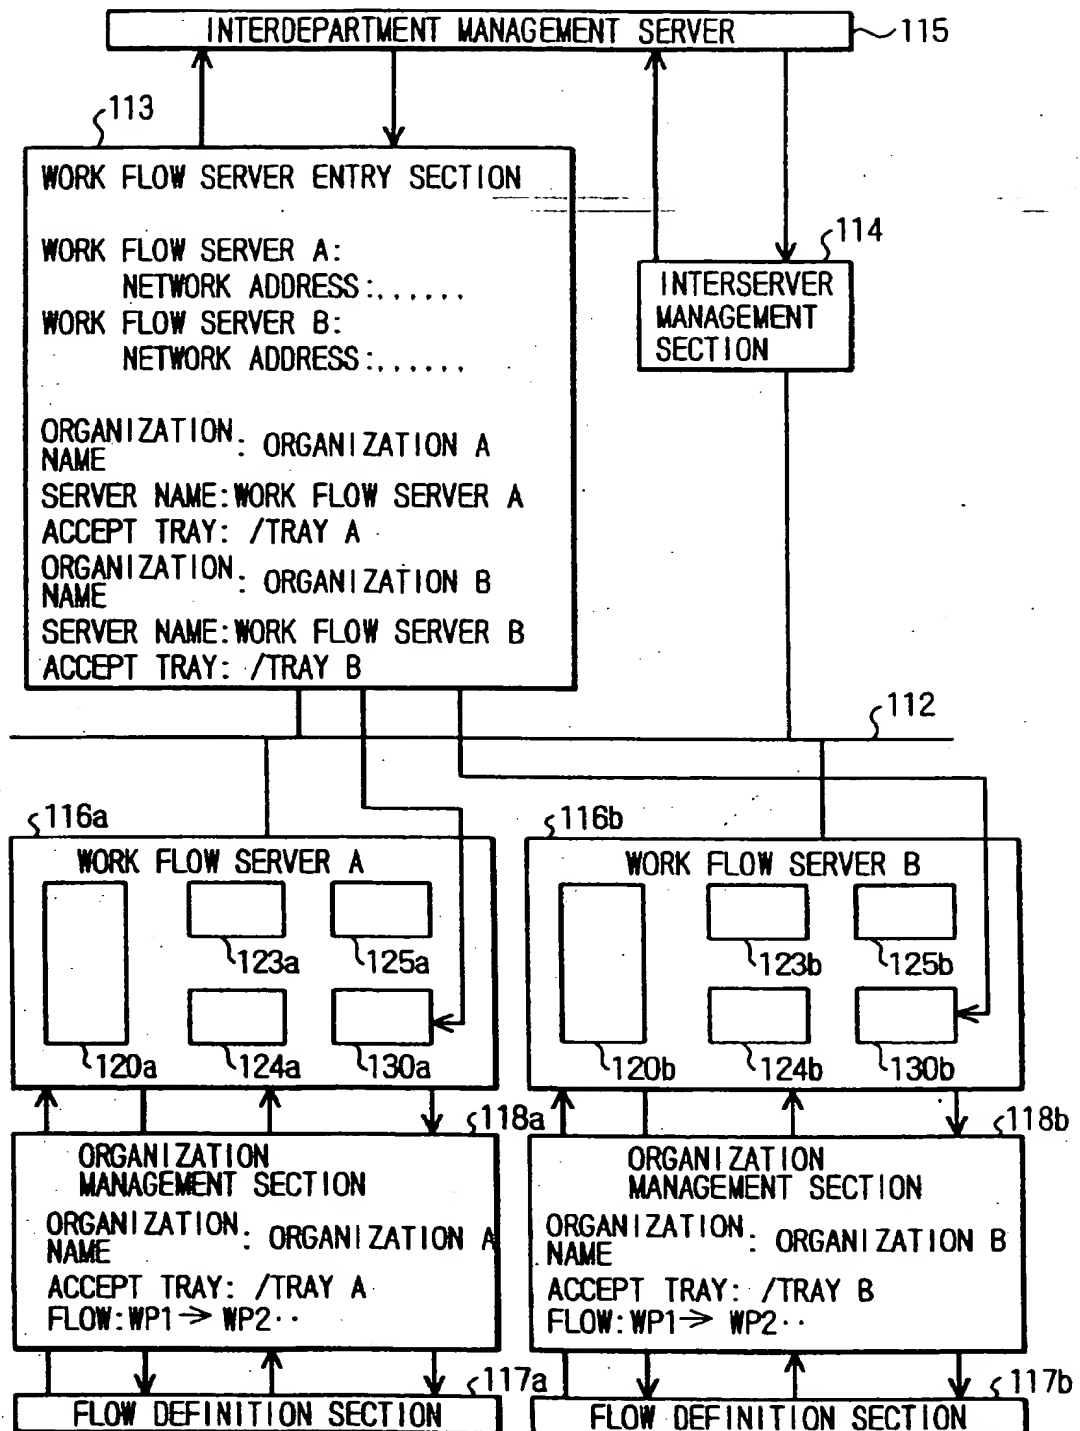 INTERDEPARTMENT MANAGEMENT SERVER
115
113
WORK FLOW SERVER ENTRY SECTION
WORK FLOW SERVER A:
NETWORK ADDRESS:......
WORK FLOW SERVER B:
NETWORK ADDRESS:......
ORGANIZATION NAME: ORGANIZATION A
SERVER NAME:WORK FLOW SERVER A
ACCEPT TRAY: /TRAY A
ORGANIZATION NAME: ORGANIZATION B
SERVER NAME:WORK FLOW SERVER B
ACCEPT TRAY: /TRAY B
114
INTERSERVER
MANAGEMENT
SECTION
112
116a
WORK FLOW SERVER A
123a
125a
120a
124a
130a
116b
WORK FLOW SERVER B
123b
125b
120b
124b
130b
118a
ORGANIZATION
MANAGEMENT SECTION
ORGANIZATION NAME: ORGANIZATION A
ACCEPT TRAY: /TRAY A
FLOW:WP1→ WP2··
118b
ORGANIZATION
MANAGEMENT SECTION
ORGANIZATION NAME: ORGANIZATION B
ACCEPT TRAY: /TRAY B
FLOW:WP1→ WP2··
117a
FLOW DEFINITION SECTION
117b
FLOW DEFINITION SECTION